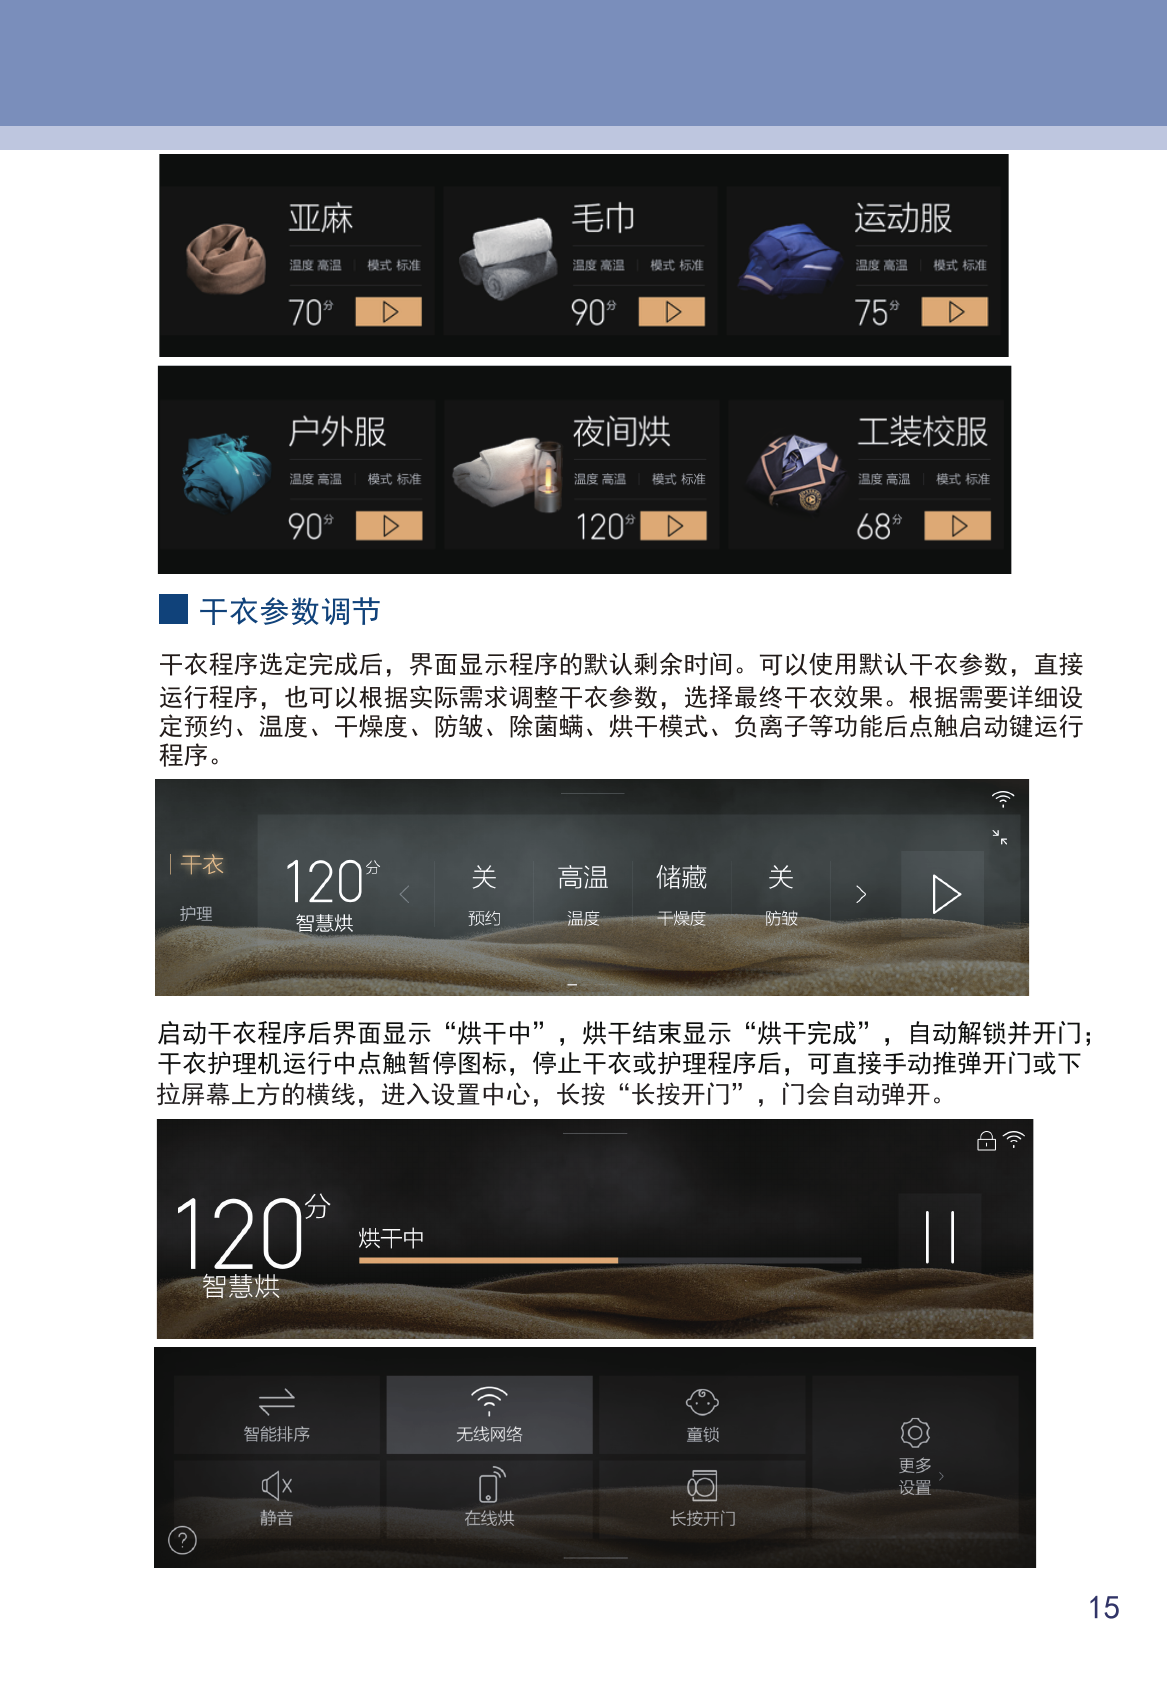 亚麻 毛巾 运动服
温度 高温 模式 标准 温度 高温 模式 标准 温度 高温 模式 标准
70分 90分 75分
户外服 夜间烘 工装校服
温度 高温 模式 标准 温度 高温 模式 标准 温度 高温 模式 标准
90分 120分 68分
干衣参数调节
干衣程序选定完成后，界面显示程序的默认剩余时间。可以使用默认干衣参数，直接
运行程序，也可以根据实际需求调整干衣参数，选择最终干衣效果。根据需要详细设
定预约、温度、干燥度、防皱、除菌螨、烘干模式、负离子等功能后点触启动键运行
程序。
干衣 120分 关 高温 储藏 关
护理 智慧烘 预约 温度 干燥度 防皱
启动干衣程序后界面显示“烘干中”，烘干结束显示“烘干完成”，自动解锁并开门；
干衣护理机运行中点触暂停图标，停止干衣或护理程序后，可直接手动推弹开门或下
拉屏幕上方的横线，进入设置中心，长按“长按开门”，门会自动弹开。
120分
烘干中
智慧烘
智能排序 无线网络 童锁
更多
设置
静音 在线烘 长按开门
?
15